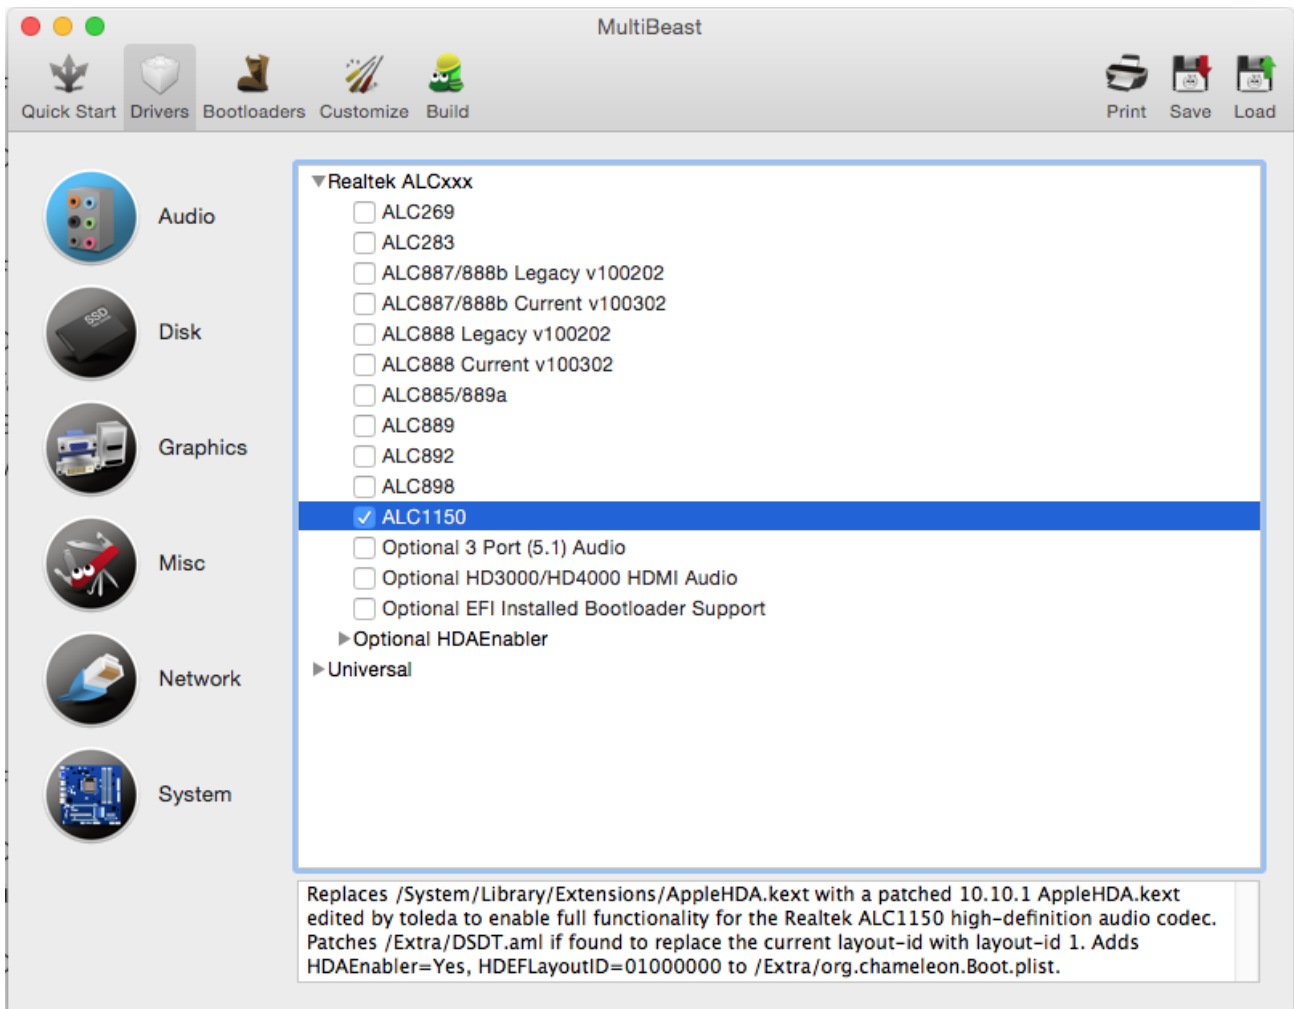 MultiBeast
Quick Start Drivers Bootloaders Customize Build Print Save Load
Audio
Disk
SSD
Graphics
Misc
Network
System
Realtek ALCxxx
ALC269
ALC283
ALC887/888b Legacy v100202
ALC887/888b Current v100302
ALC888 Legacy v100202
ALC888 Current v100302
ALC885/889a
ALC889
ALC892
ALC898
ALC1150
Optional 3 Port (5.1) Audio
Optional HD3000/HD4000 HDMI Audio
Optional EFI Installed Bootloader Support
Optional HDAEnabler
Universal
Replaces /System/Library/Extensions/AppleHDA.kext with a patched 10.10.1 AppleHDA.kext
edited by toleda to enable full functionality for the Realtek ALC1150 high-definition audio codec.
Patches /Extra/DSDT.aml if found to replace the current layout-id with layout-id 1. Adds
HDAEnabler=Yes, HDEFLayoutID=01000000 to /Extra/org.chameleon.Boot.plist.